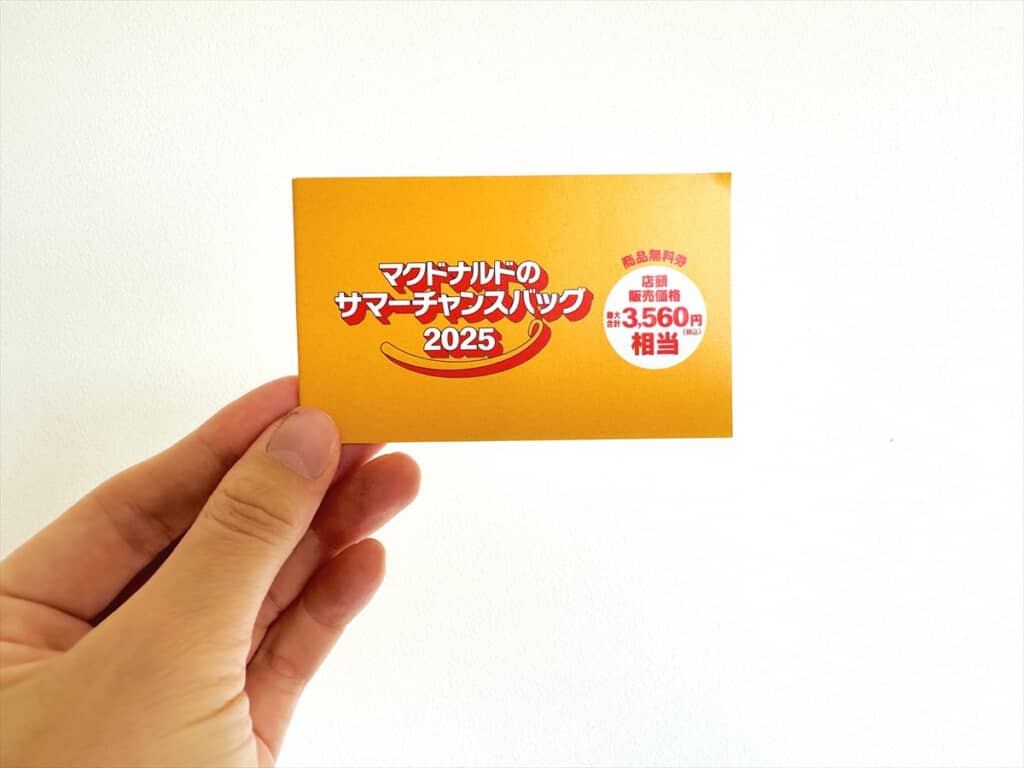 マクドナルドの
サマーチャンスバッグ
2025
商品無料券
店頭
販売価格
最大
合計 3,560円
(税込)
相当